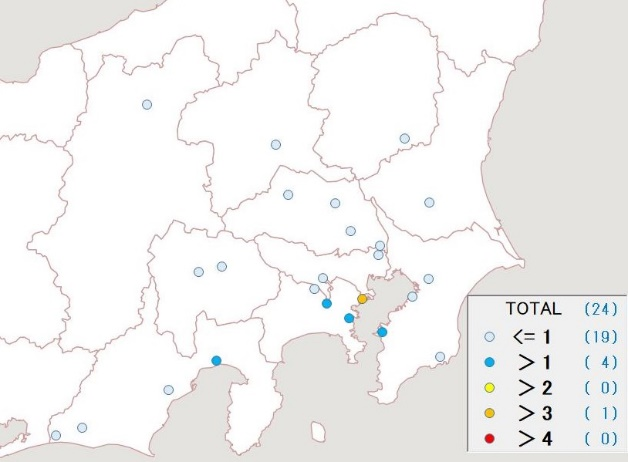 TOTAL (24)
<= 1 (19)
> 1 ( 4)
> 2 ( 0)
> 3 ( 1)
> 4 ( 0)